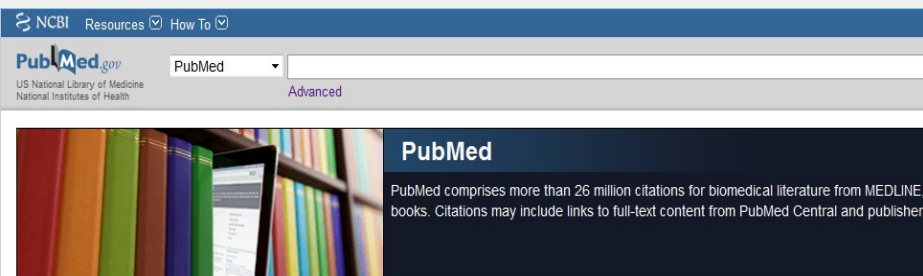 NCBI Resources How To
PubMed.gov
US National Library of Medicine
National Institutes of Health
PubMed
Advanced
PubMed
PubMed comprises more than 26 million citations for biomedical literature from MEDLINE,
books. Citations may include links to full-text content from PubMed Central and publisher